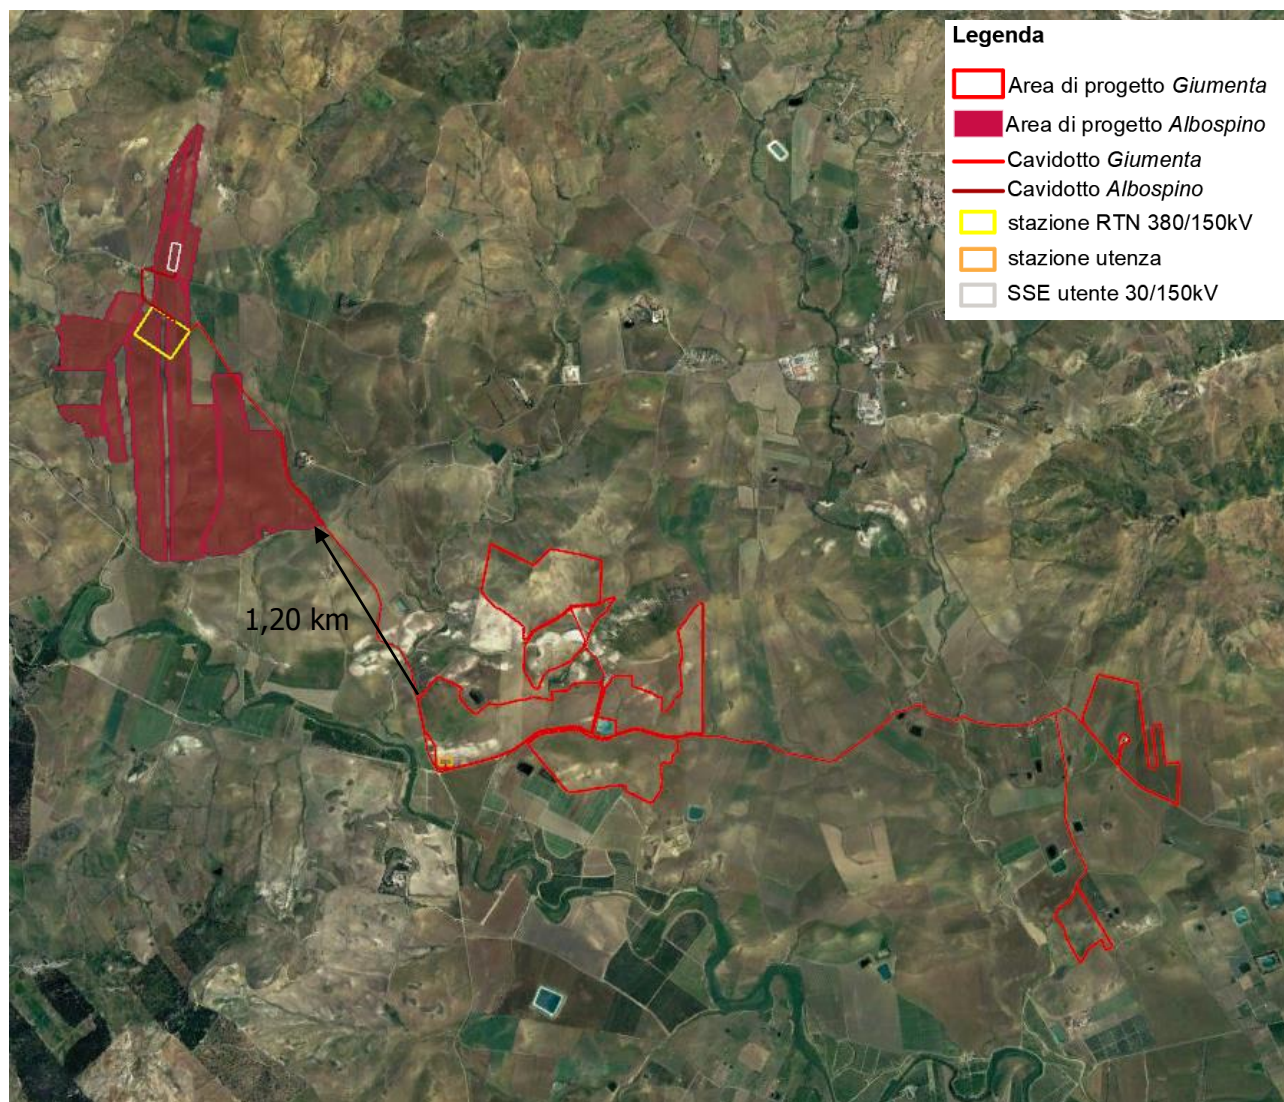 Legenda
Area di progetto Giumenta
Area di progetto Albospino
Cavidotto Giumenta
Cavidotto Albospino
stazione RTN 380/150kV
stazione utenza
SSE utente 30/150kV
1,20 km